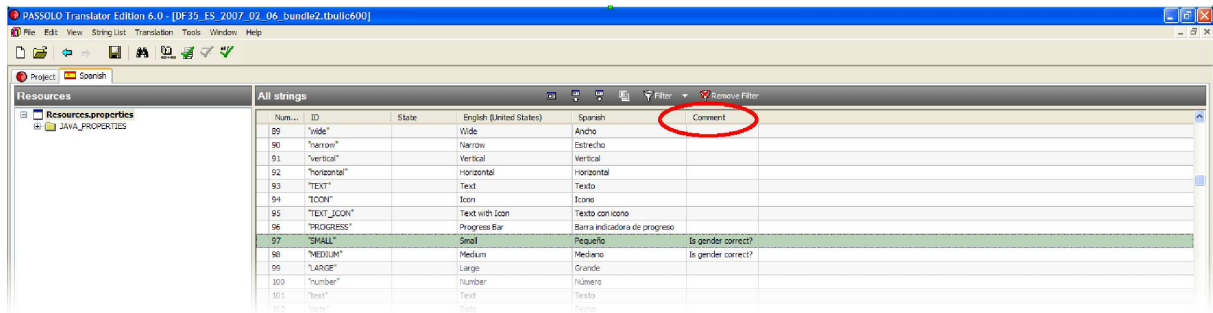 PASSOLO Translator Edition 6.0 - [DF35_ES_2007_02_06_bundle2.tbulic600]
File Edit View String List Translation Tools Window Help
Project Spanish
Resources All strings Filter Remove Filter
Resources.properties
JAVA_PROPERTIES
Num... ID State English (United States) Spanish Comment
89 "wide" Wide Ancho
90 "narrow" Narrow Estrecho
91 "vertical" Vertical Vertical
92 "horizontal" Horizontal Horizontal
93 "TEXT" Text Texto
94 "ICON" Icon Icono
95 "TEXT_ICON" Text with Icon Texto con icono
96 "PROGRESS" Progress Bar Barra indicadora de progreso
97 "SMALL" Small Pequeño Is gender correct?
98 "MEDIUM" Medium Mediano Is gender correct?
99 "LARGE" Large Grande
100 "number" Number Número
101 "text" Text Texto
102